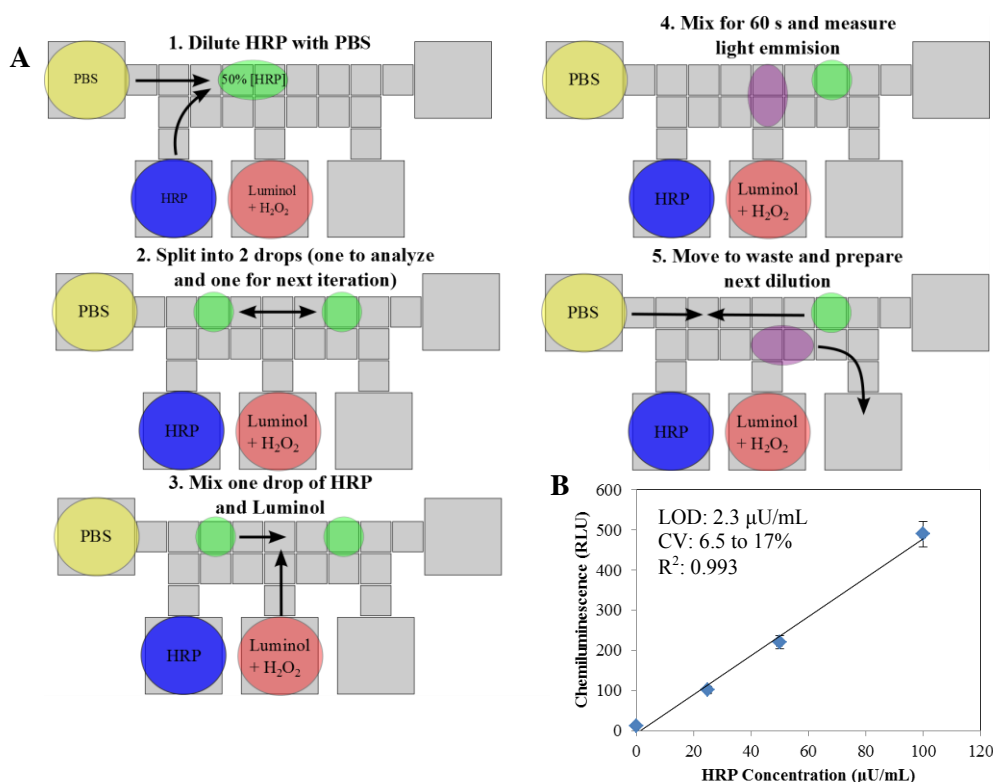 A
1. Dilute HRP with PBS
PBS
50% [HRP]
HRP
Luminol
+ H₂O₂
2. Split into 2 drops (one to analyze
and one for next iteration)
PBS
HRP
Luminol
+ H₂O₂
3. Mix one drop of HRP
and Luminol
PBS
HRP
Luminol
+ H₂O₂
4. Mix for 60 s and measure
light emmision
PBS
HRP
Luminol
+ H₂O₂
5. Move to waste and prepare
next dilution
PBS
HRP
Luminol
+ H₂O₂
B
LOD: 2.3 µU/mL
CV: 6.5 to 17%
R²: 0.993
Chemiluminescence (RLU)
600
500
400
300
200
100
0
0
20
40
60
80
100
120
HRP Concentration (µU/mL)